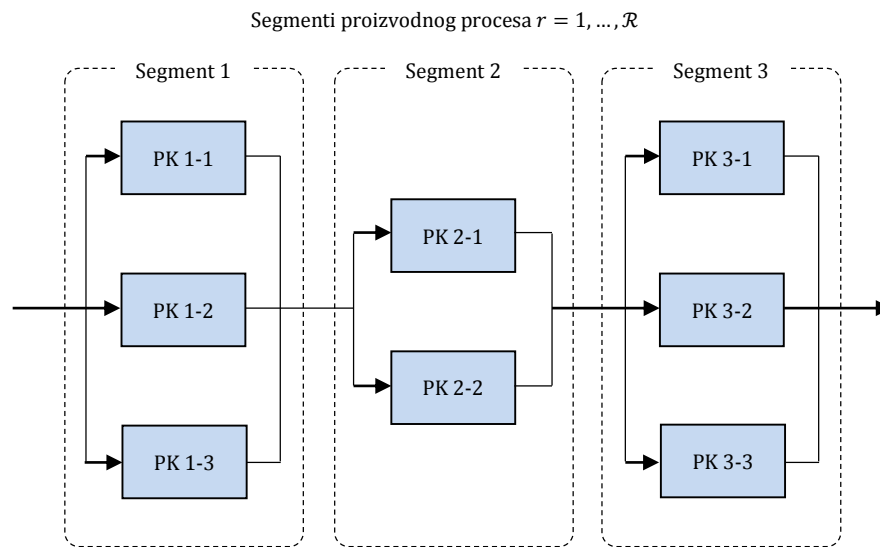 Segmenti proizvodnog procesa r = 1, … , ℛ
Segment 1
Segment 2
Segment 3
PK 1-1
PK 3-1
PK 2-1
PK 1-2
PK 3-2
PK 2-2
PK 1-3
PK 3-3